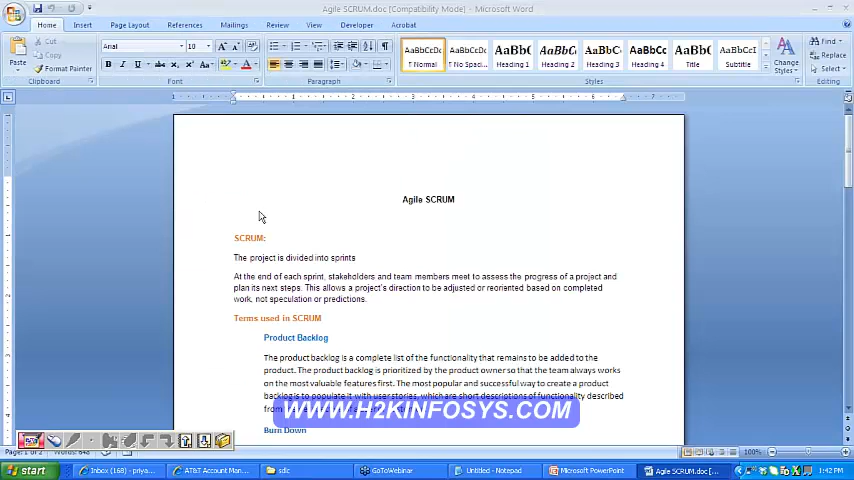 Agile SCRUM.doc [Compatibility Mode] - Microsoft Word
Home Insert Page Layout References Mailings Review View Developer Acrobat
Paste
Cut
Copy
Format Painter
Clipboard
Arial 10
Font
Paragraph
AaBbCcDc AaBbCcDc AaBbC AaBbCc AaBbCc AaBbCc AaBbC AaBbCcDc
¶ Normal ¶ No Spaci... Heading 1 Heading 2 Heading 3 Heading 4 Title Subtitle
Change Styles
Styles
Find
Replace
Select
Editing
Agile SCRUM
SCRUM:
The project is divided into sprints
At the end of each sprint, stakeholders and team members meet to assess the progress of a project and
plan its next steps. This allows a project's direction to be adjusted or reoriented based on completed
work, not speculation or predictions.
Terms used in SCRUM
Product Backlog
The product backlog is a complete list of the functionality that remains to be added to the
product. The product backlog is prioritized by the product owner so that the team always works
on the most valuable features first. The most popular and successful way to create a product
backlog is to populate it with user stories, which are short descriptions of functionality described
WWW.H2KINFOSYS.COM
Burn Down
Page: 1 of 2 Words: 648
100%
start
Inbox (168) - priya...
AT&T Account Man...
sdlc
GoToWebinar
Untitled - Notepad
Microsoft PowerPoint
Agile SCRUM.doc [...
1:42 PM